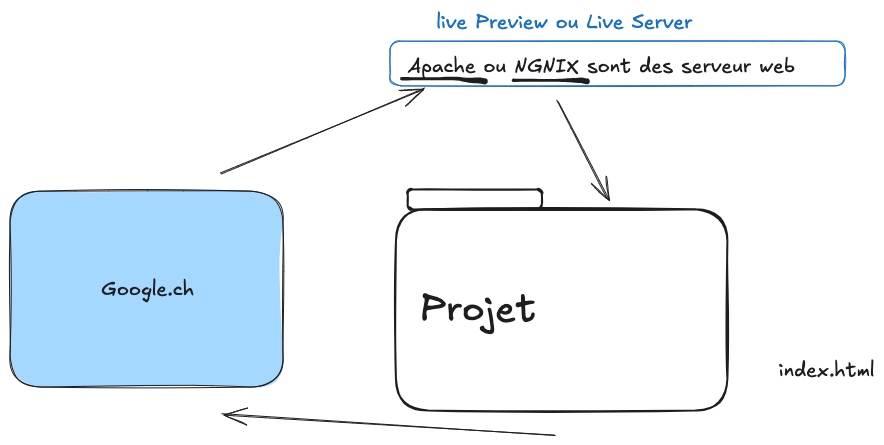 live Preview ou Live Server
Apache ou NGNIX sont des serveur web
Google.ch
Projet
index.html